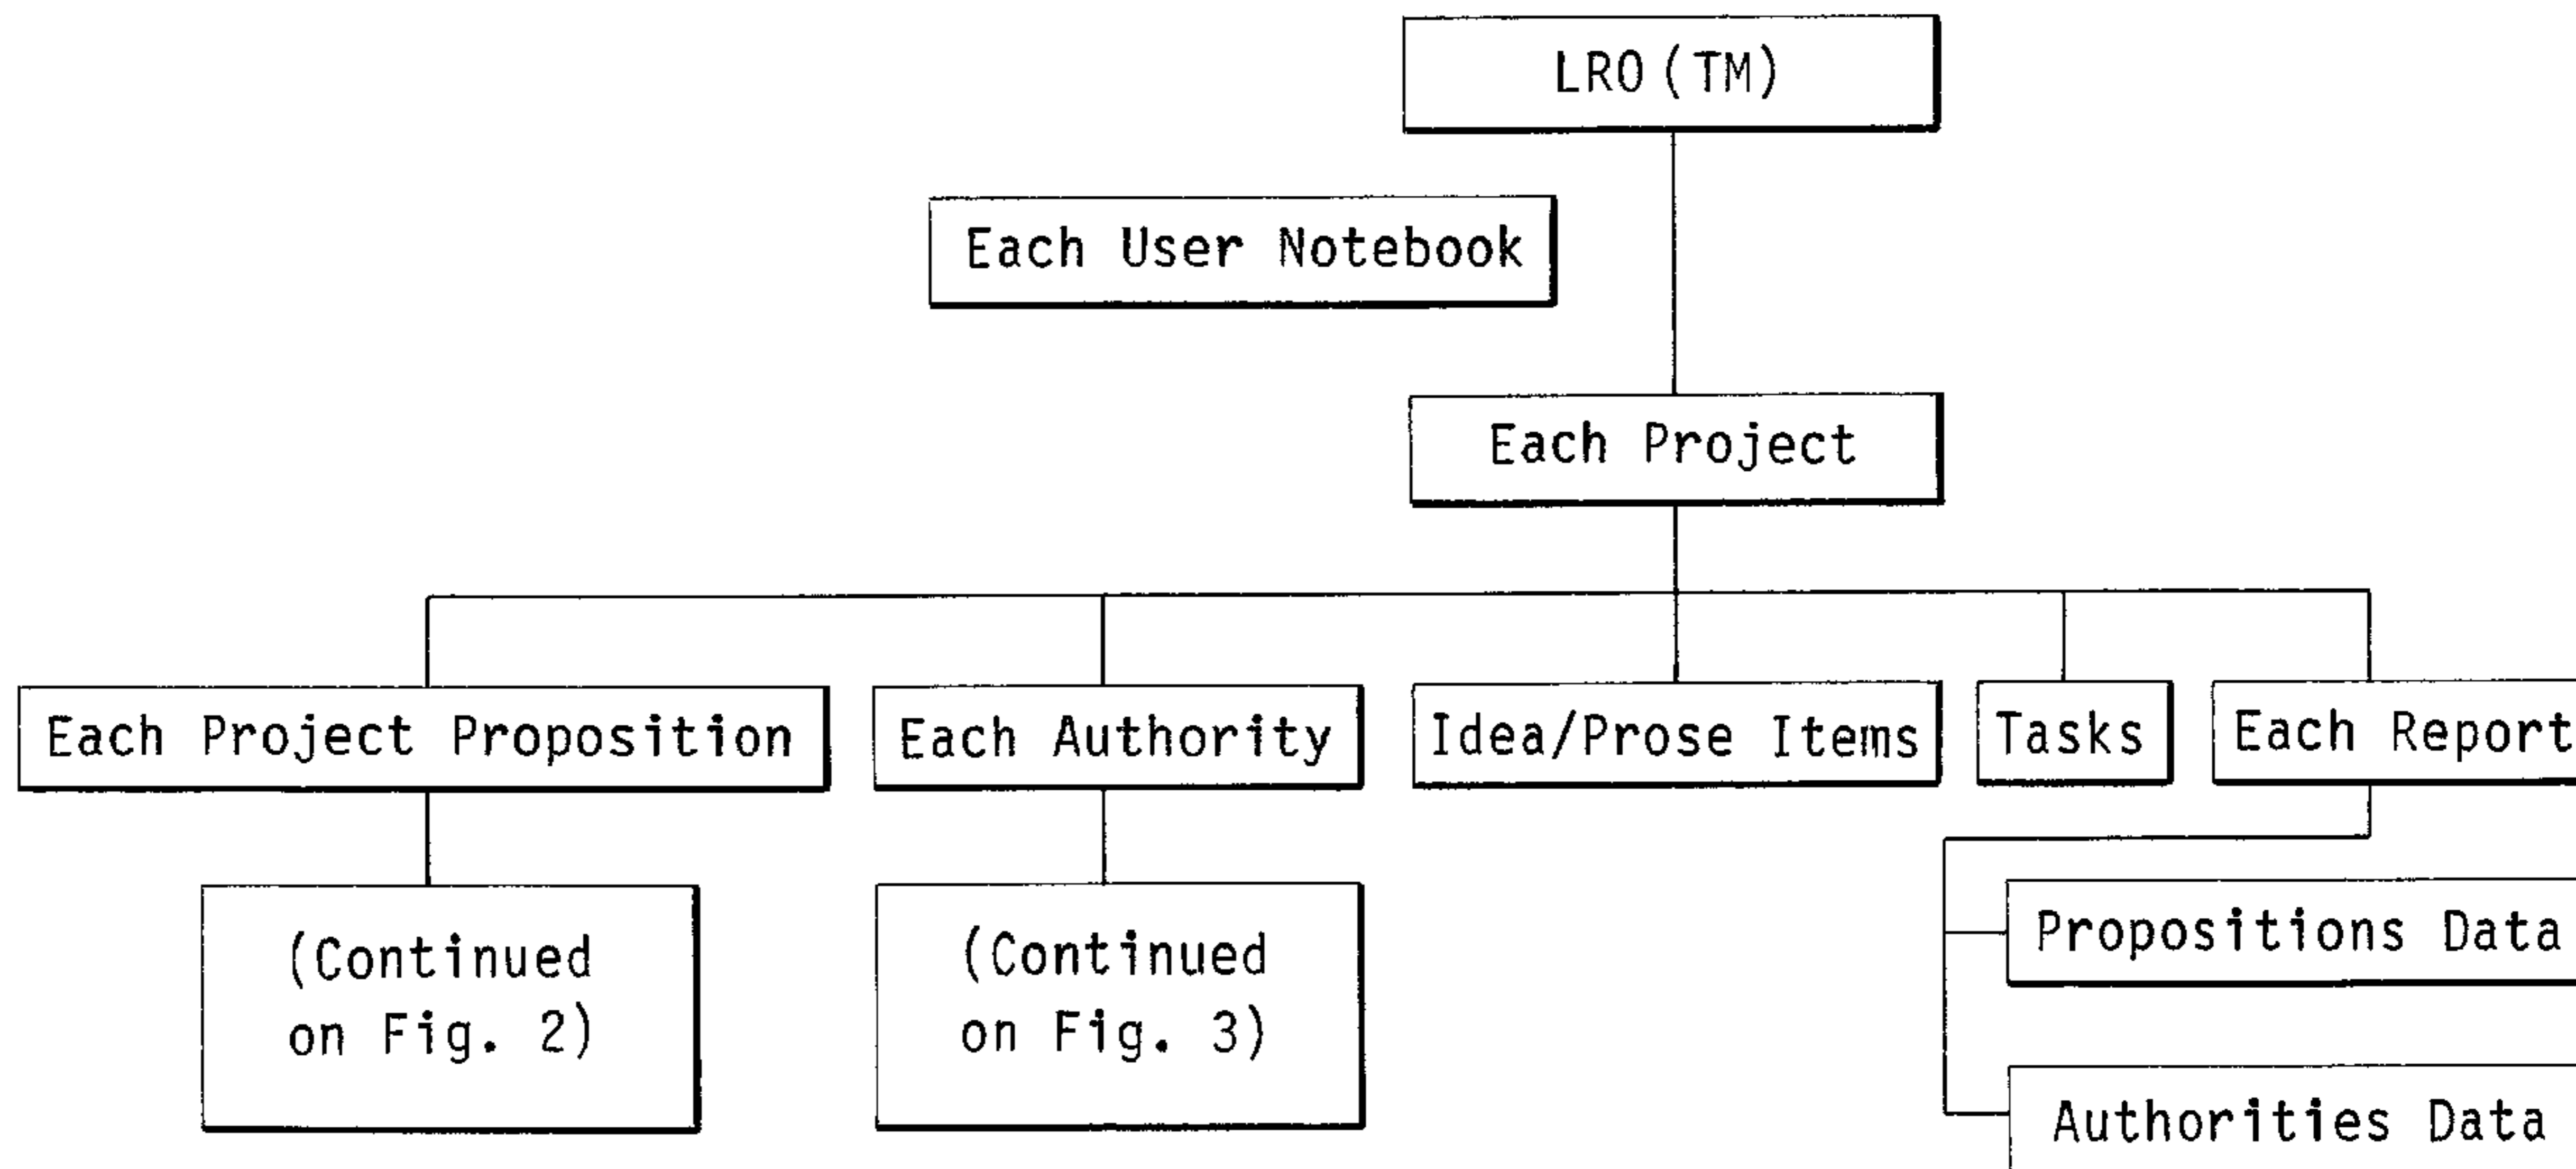 LRO (TM)
Each User Notebook
Each Project
Each Project Proposition
Each Authority
Idea/Prose Items
Tasks
Each Report
(Continued
on Fig. 2)
(Continued
on Fig. 3)
Propositions Data
Authorities Data